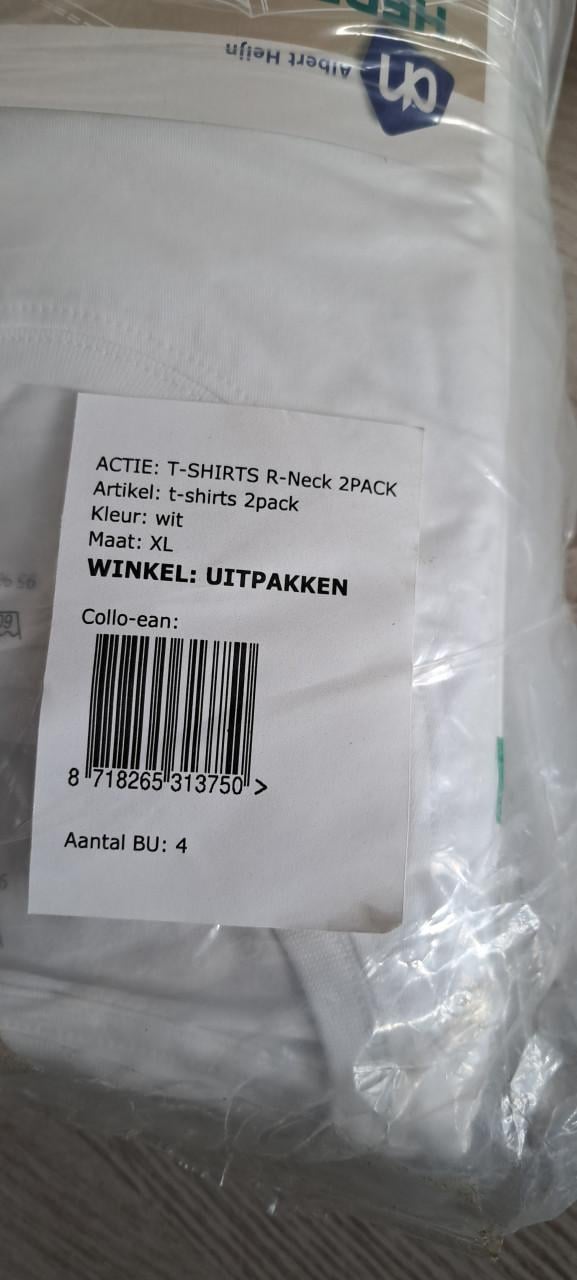 Albert Heijn
ah
ACTIE: T-SHIRTS R-Neck 2PACK
Artikel: t-shirts 2pack
Kleur: wit
Maat: XL
WINKEL: UITPAKKEN
Collo-ean:
8 718265 313750 >
Aantal BU: 4